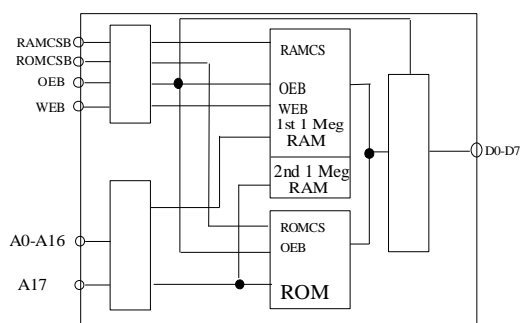 RAMCSB
ROMCSB
OEB
WEB
RAMCS
OEB
WEB
1st 1 Meg
RAM
2nd 1 Meg
RAM
D0-D7
A0-A16
A17
ROMCS
OEB
ROM